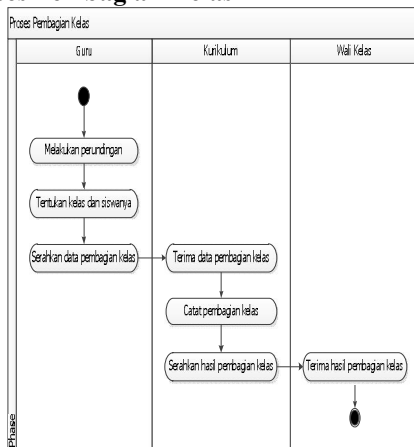 Proses Pembagian Kelas
Guru
Kurikulum
Wali Kelas
Melakukan perundingan
Tentukan kelas dan siswanya
Serahkan data pembagian kelas
Terima data pembagian kelas
Catat pembagian kelas
Serahkan hasil pembagian kelas
Terima hasil pembagian kelas
Phase